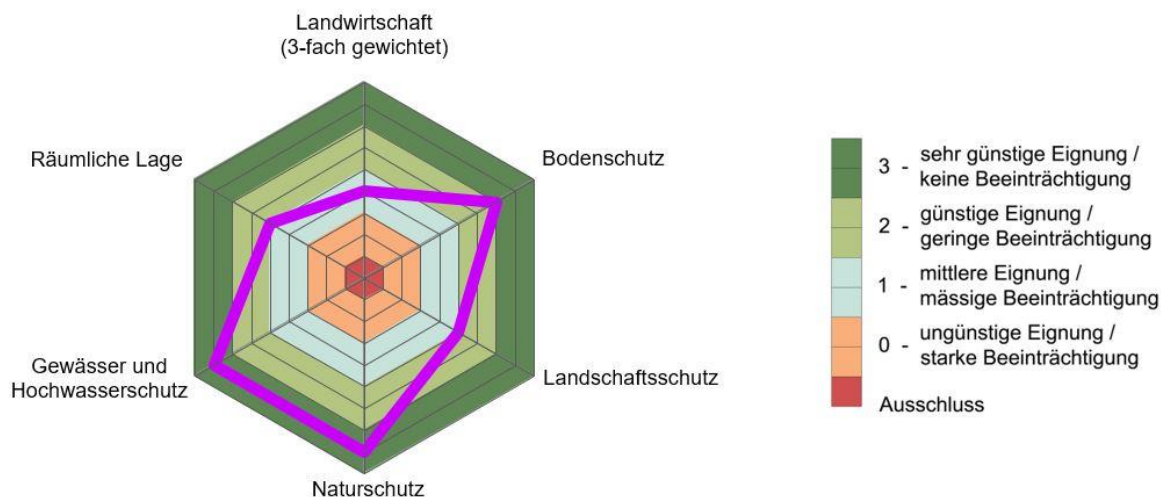 Landwirtschaft
(3-fach gewichtet)
Räumliche Lage
Bodenschutz
Gewässer und
Hochwasserschutz
Landschaftsschutz
Naturschutz
3 - sehr günstige Eignung /
keine Beeinträchtigung
2 - günstige Eignung /
geringe Beeinträchtigung
1 - mittlere Eignung /
mässige Beeinträchtigung
0 - ungünstige Eignung /
starke Beeinträchtigung
Ausschluss